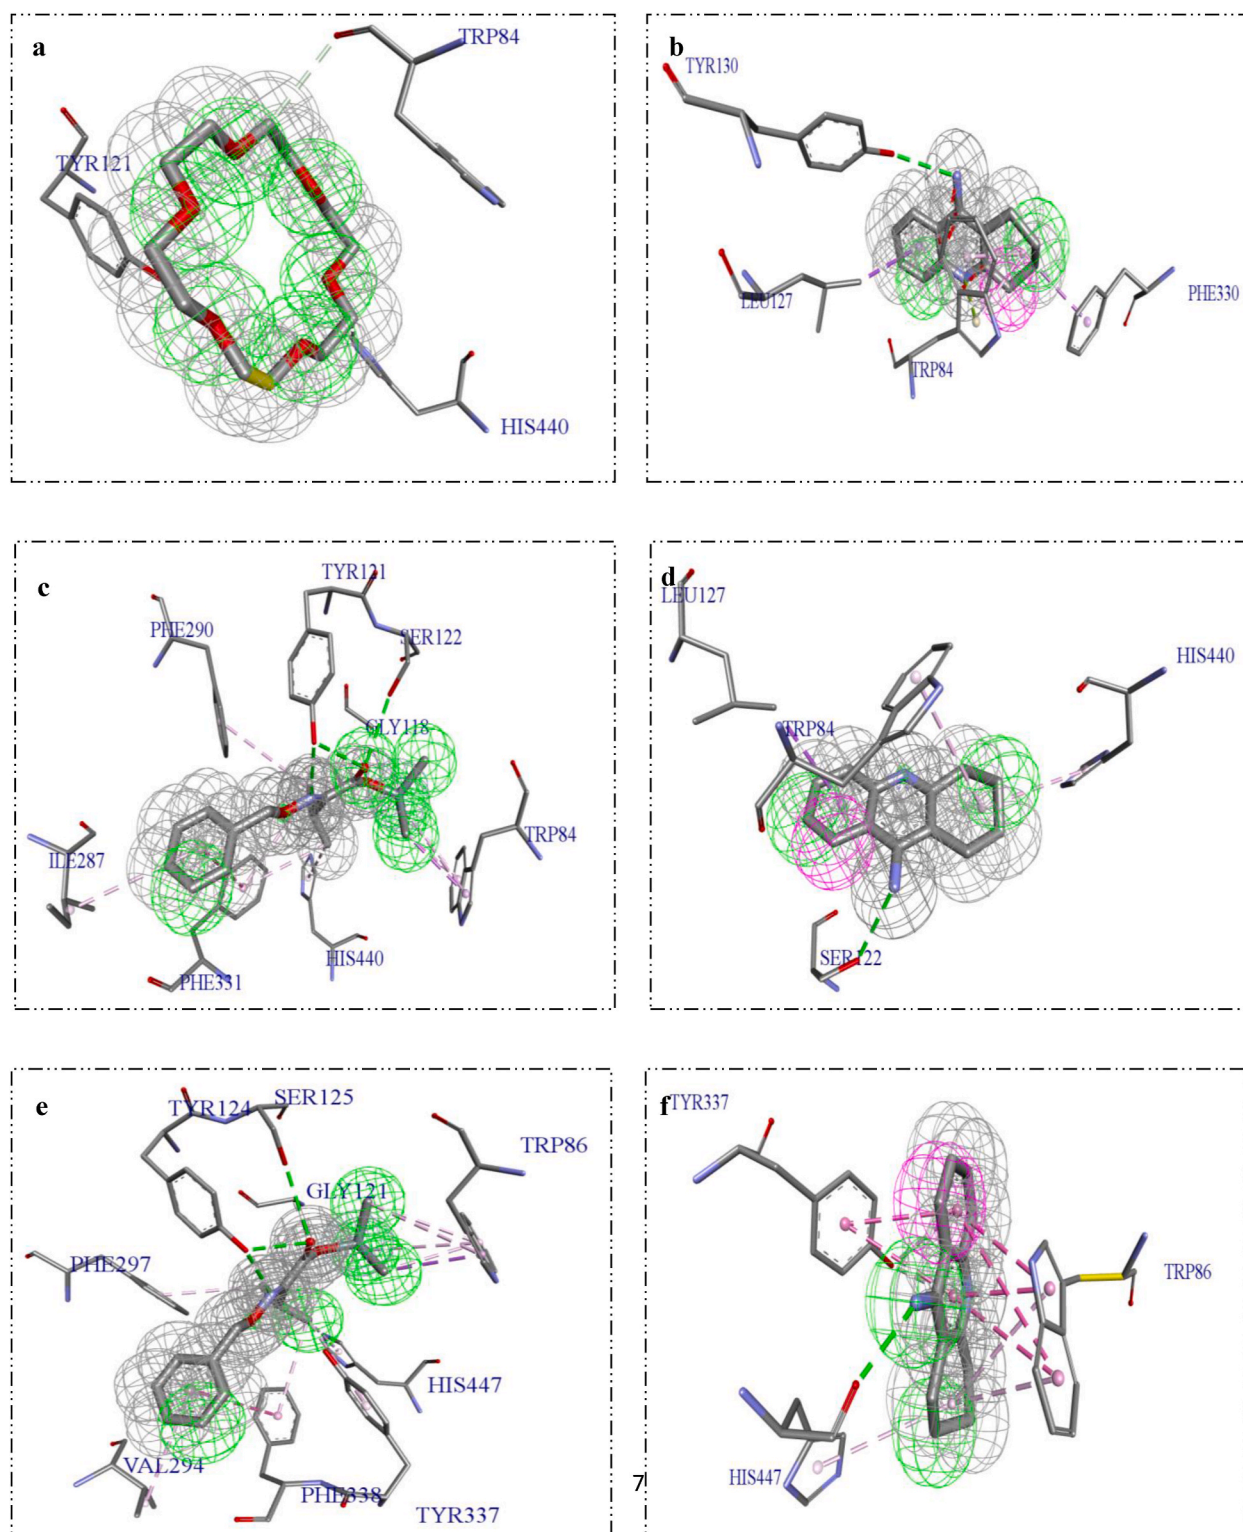 a
TRP84
TYR121
HIS440
b
TYR130
LEU127
PHE330
TRP84
c
TYR121
PHE290
SER122
GLY118
TRP84
ILE287
HIS440
PHE331
d
LEU127
HIS440
TRP84
SER122
e
SER125
TYR124
TRP86
GLY121
PHE297
HIS447
VAL294
PHE338
TYR337
f
TYR337
TRP86
HIS447
7